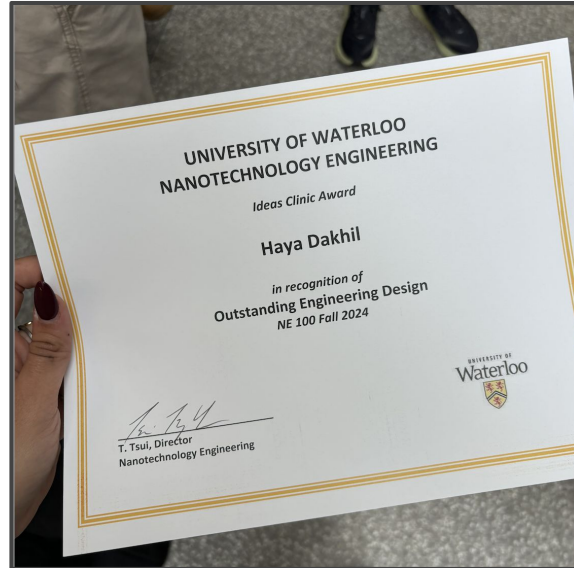 UNIVERSITY OF WATERLOO
NANOTECHNOLOGY ENGINEERING
Ideas Clinic Award
Haya Dakhil
in recognition of
Outstanding Engineering Design
NE 100 Fall 2024
T. Tsui, Director
Nanotechnology Engineering
UNIVERSITY OF
Waterloo